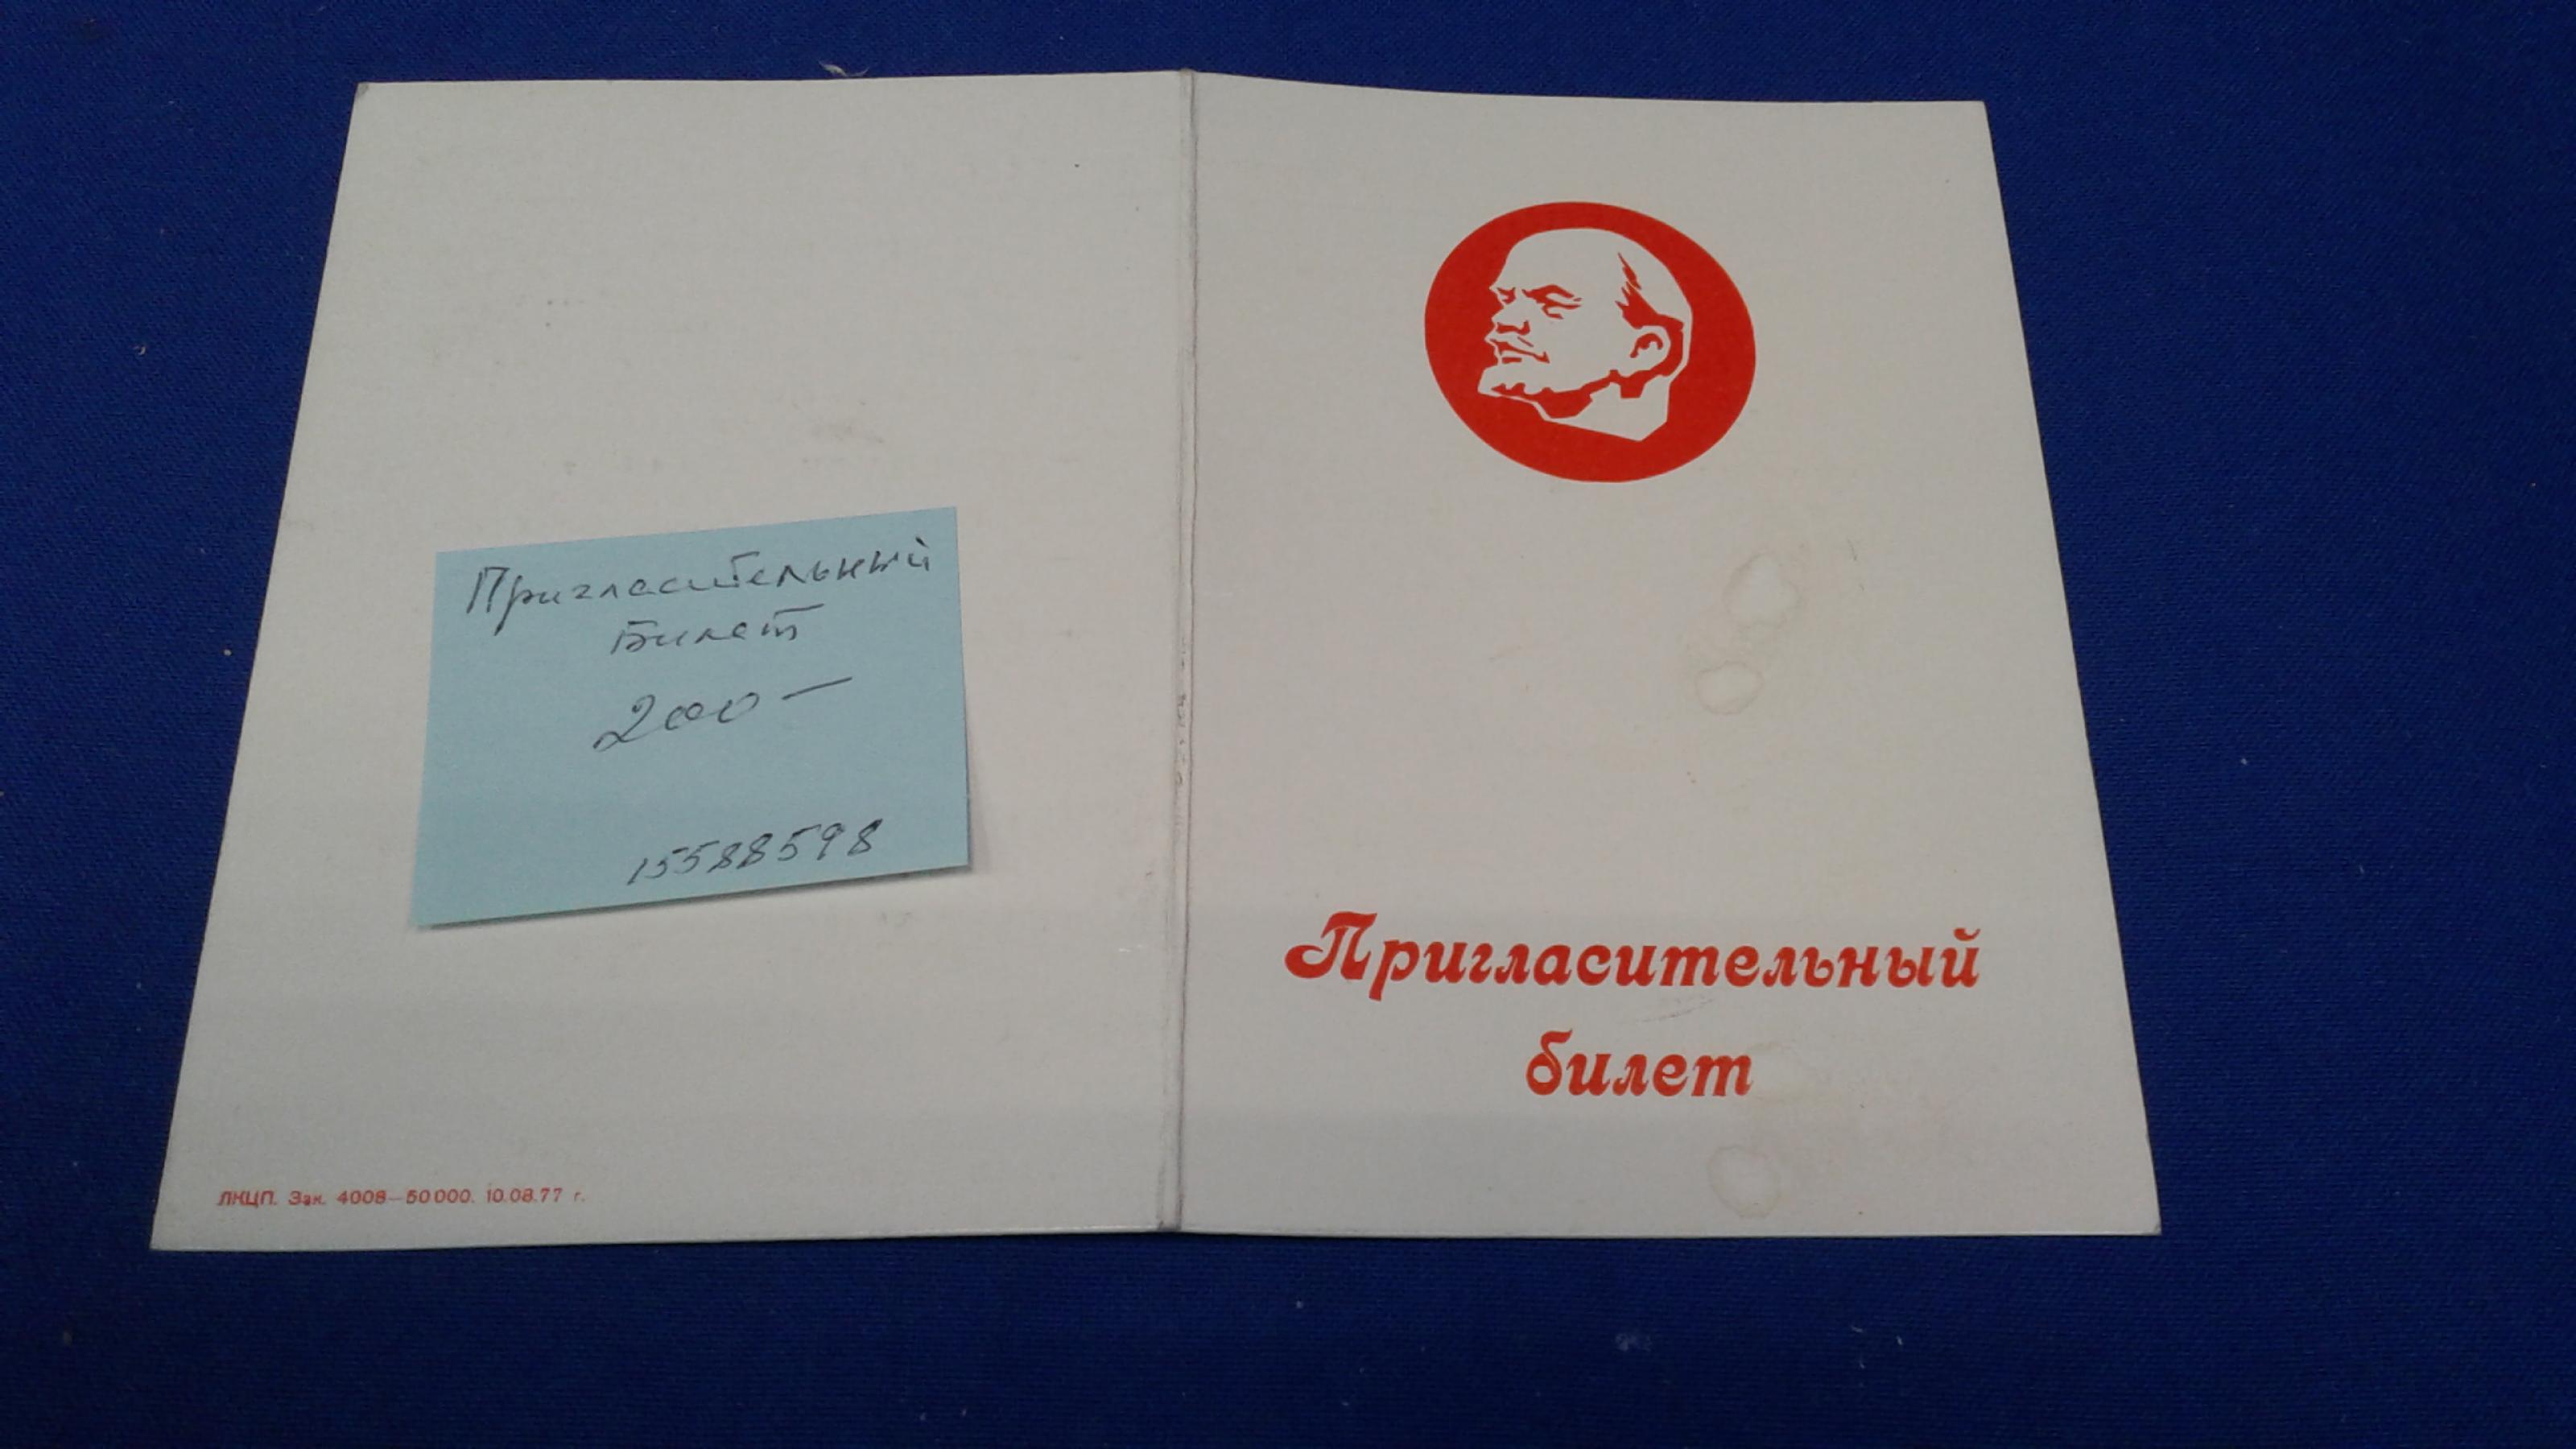 Пригласительный
билет
200 —
15588598
ЛКЦП. Зак. 4008—50 000. 10.08.77 г.
Пригласительный
билет